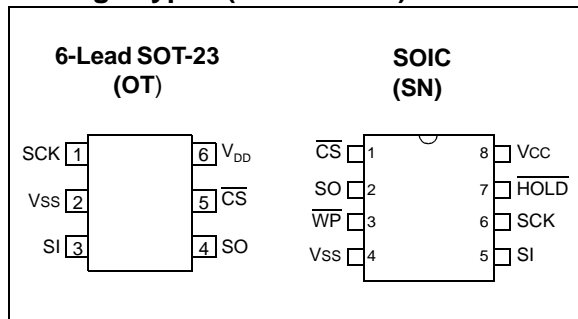 6-Lead SOT-23
(OT)
SCK 1
6 VDD
VSS 2
5 CS
SI 3
4 SO
SOIC
(SN)
CS 1
8 VCC
SO 2
7 HOLD
WP 3
6 SCK
VSS 4
5 SI